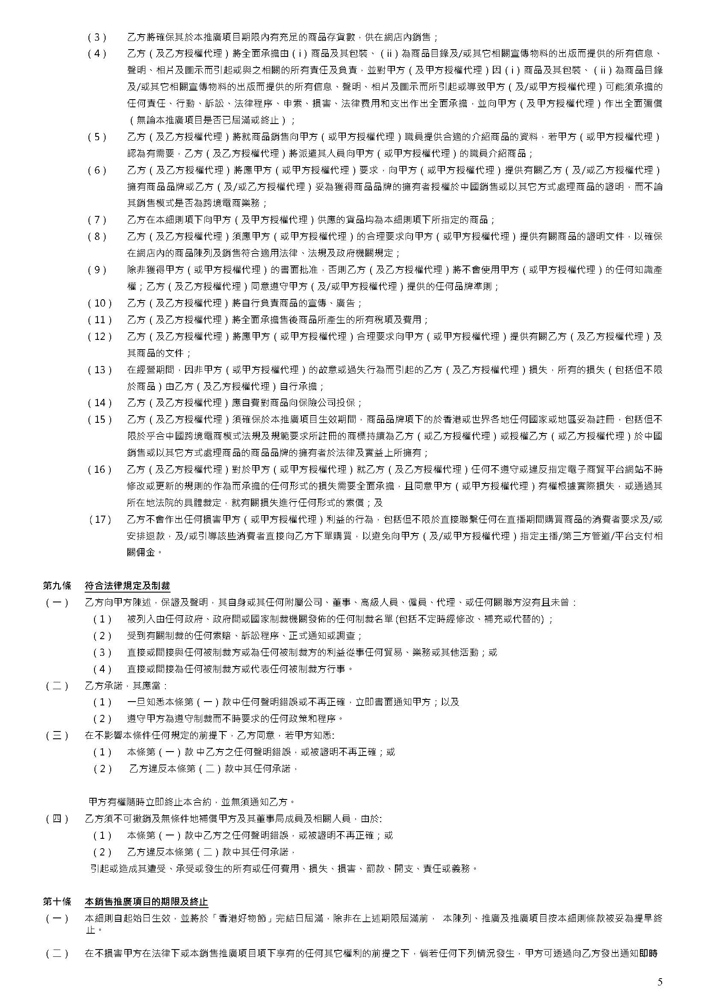 （3） 乙方將確保其於本推廣項目期限內有充足的商品存貨數，供在網店內銷售；
（4） 乙方（及乙方授權代理）將全面承擔由（i）商品及其包裝、（ii）為商品目錄及/或其它相關宣傳物料的出版而提供的所有信息、
聲明、相片及圖示而引起或與之相關的所有責任及負責，並對甲方（及甲方授權代理）因（i）商品及其包裝、（ii）為商品目錄
及/或其它相關宣傳物料的出版而提供的所有信息、聲明、相片及圖示而所引起或導致甲方（及/或甲方授權代理）可能須承擔的
任何責任、行動、訴訟、法律程序、申索、損害、法律費用和支出作出全面承擔，並向甲方（及甲方授權代理）作出全面彌償
（無論本推廣項目是否已屆滿或終止）；
（5） 乙方（及乙方授權代理）將就商品銷售向甲方（或甲方授權代理）職員提供合適的介紹商品的資料，若甲方（或甲方授權代理）
認為有需要，乙方（及乙方授權代理）將派遣其人員向甲方（或甲方授權代理）的職員介紹商品；
（6） 乙方（及乙方授權代理）將應甲方（或甲方授權代理）要求，向甲方（或甲方授權代理）提供有關乙方（及/或乙方授權代理）
擁有商品品牌或乙方（及/或乙方授權代理）妥為獲得商品品牌的擁有者授權於中國銷售或以其它方式處理商品的證明，而不論
其銷售模式是否為跨境電商業務；
（7） 乙方在本細則項下向甲方（及甲方授權代理）供應的貨品均為本細則項下所指定的商品；
（8） 乙方（及乙方授權代理）須應甲方（或甲方授權代理）的合理要求向甲方（或甲方授權代理）提供有關商品的證明文件，以確保
在網店內的商品陳列及銷售符合適用法律、法規及政府機關規定；
（9） 除非獲得甲方（或甲方授權代理）的書面批准，否則乙方（及乙方授權代理）將不會使用甲方（或甲方授權代理）的任何知識產
權；乙方（及乙方授權代理）同意遵守甲方（及/或甲方授權代理）提供的任何品牌準則；
（10） 乙方（及乙方授權代理）將自行負責商品的宣傳、廣告；
（11） 乙方（及乙方授權代理）將全面承擔售後商品所產生的所有稅項及費用；
（12） 乙方（及乙方授權代理）將應甲方（或甲方授權代理）合理要求向甲方（或甲方授權代理）提供有關乙方（及乙方授權代理）及
其商品的文件；
（13） 在經營期間，因非甲方（或甲方授權代理）的故意或過失行為而引起的乙方（及乙方授權代理）損失，所有的損失（包括但不限
於商品）由乙方（及乙方授權代理）自行承擔；
（14） 乙方（及乙方授權代理）應自費對商品向保險公司投保；
（15） 乙方（及乙方授權代理）須確保於本推廣項目生效期間，商品品牌項下的於香港或世界各地任何國家或地區妥為註冊，包括但不
限於乎合中國跨境電商模式法規及規範要求所註冊的商標持續為乙方（或乙方授權代理）或授權乙方（或乙方授權代理）於中國
銷售或以其它方式處理商品的商品品牌的擁有者於法律及實益上所擁有；
（16） 乙方（及乙方授權代理）對於甲方（或甲方授權代理）就乙方（及乙方授權代理）任何不遵守或違反指定電子商貿平台網站不時
修改或更新的規則的作為而承擔的任何形式的損失需要全面承擔，且同意甲方（或甲方授權代理）有權根據實際損失，或通過其
所在地法院的具體裁定，就有關損失進行任何形式的索償；及
（17） 乙方不會作出任何損害甲方（或甲方授權代理）利益的行為，包括但不限於直接聯繫任何在直播期間購買商品的消費者要求及/或
安排退款，及/或引導該些消費者直接向乙方下單購買，以避免向甲方（及/或甲方授權代理）指定主播/第三方管道/平台支付相
關佣金。
第九條 符合法律規定及制裁
（一） 乙方向甲方陳述，保證及聲明，其自身或其任何附屬公司、董事、高級人員、僱員、代理、或任何關聯方沒有且未曾：
（1） 被列入由任何政府、政府間或國家制裁機關發佈的任何制裁名單 (包括不定時經修改、補充或代替的) ；
（2） 受到有關制裁的任何索賠、訴訟程序、正式通知或調查；
（3） 直接或間接與任何被制裁方或為任何被制裁方的利益從事任何貿易、業務或其他活動；或
（4） 直接或間接為任何被制裁方或代表任何被制裁方行事。
（二） 乙方承諾，其應當：
（1） 一旦知悉本條第（一）款中任何聲明錯誤或不再正確，立即書面通知甲方；以及
（2） 遵守甲方為遵守制裁而不時要求的任何政策和程序。
（三） 在不影響本條件任何規定的前提下，乙方同意，若甲方知悉:
（1） 本條第（一）款 中乙方之任何聲明錯誤，或被證明不再正確；或
（2） 乙方違反本條第（二）款中其任何承諾，
甲方有權隨時立即終止本合約，並無須通知乙方。
（四） 乙方須不可撤銷及無條件地補償甲方及其董事局成員及相關人員，由於:
（1） 本條第（一）款中乙方之任何聲明錯誤，或被證明不再正確；或
（2） 乙方違反本條第（二）款中其任何承諾，
引起或造成其遭受、承受或發生的所有或任何費用、損失、損害、罰款、開支、責任或義務。
第十條 本銷售推廣項目的期限及終止
（一） 本細則自起始日生效，並將於「香港好物節」完結日屆滿，除非在上述期限屆滿前， 本陳列、推廣及推廣項目按本細則條款被妥為提早終
止。
（二） 在不損害甲方在法律下或本銷售推廣項目項下享有的任何其它權利的前提之下，倘若任何下列情況發生，甲方可透過向乙方發出通知即時
5